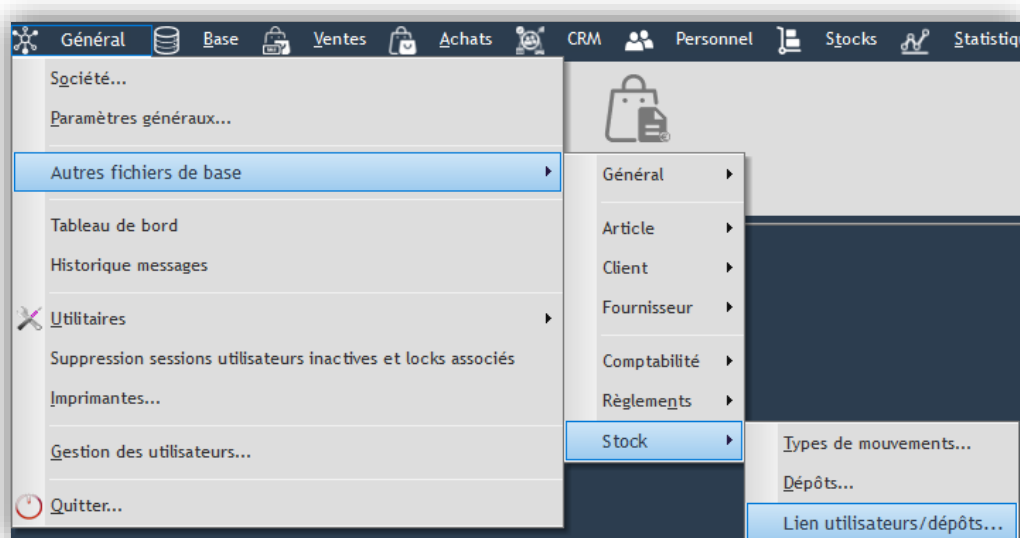 Général Base Ventes Achats CRM Personnel Stocks Statistiq
Société...
Paramètres généraux...
Autres fichiers de base
Tableau de bord
Historique messages
Utilitaires
Suppression sessions utilisateurs inactives et locks associés
Imprimantes...
Gestion des utilisateurs...
Quitter...
Général
Article
Client
Fournisseur
Comptabilité
Règlements
Stock
Types de mouvements...
Dépôts...
Lien utilisateurs/dépôts...